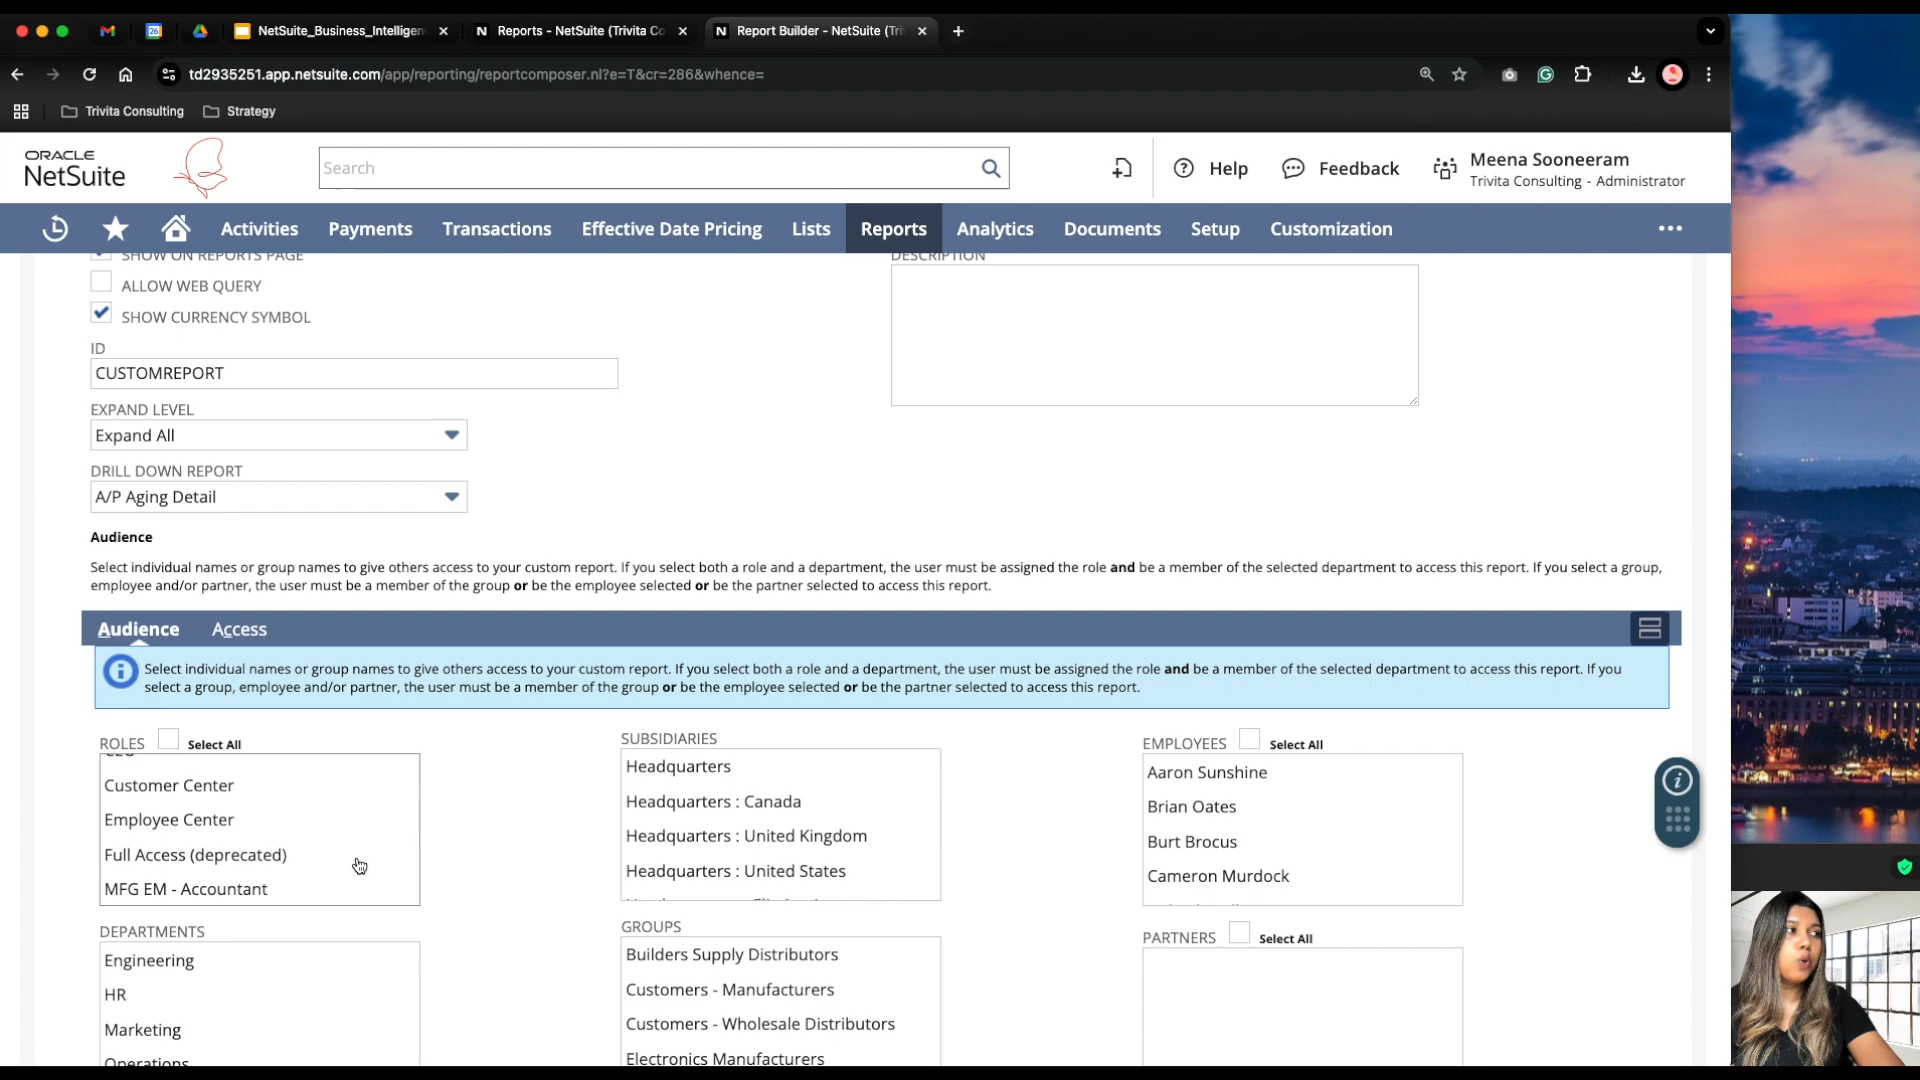 NetSuite_Business_Intelligen
Reports - NetSuite (Trivita Co
Report Builder - NetSuite (Tri
td2935251.app.netsuite.com/app/reporting/reportcomposer.nl?e=T&cr=286&whence=
Trivita Consulting
Strategy
ORACLE
NetSuite
Search
Help
Feedback
Meena Sooneeram
Trivita Consulting - Administrator
Activities
Payments
Transactions
Effective Date Pricing
Lists
Reports
Analytics
Documents
Setup
Customization
SHOW ON REPORTS PAGE
ALLOW WEB QUERY
SHOW CURRENCY SYMBOL
DESCRIPTION
ID
CUSTOMREPORT
EXPAND LEVEL
Expand All
DRILL DOWN REPORT
A/P Aging Detail
Audience
Select individual names or group names to give others access to your custom report. If you select both a role and a department, the user must be assigned the role and be a member of the selected department to access this report. If you select a group,
employee and/or partner, the user must be a member of the group or be the employee selected or be the partner selected to access this report.
Audience
Access
Select individual names or group names to give others access to your custom report. If you select both a role and a department, the user must be assigned the role and be a member of the selected department to access this report. If you
select a group, employee and/or partner, the user must be a member of the group or be the employee selected or be the partner selected to access this report.
ROLES
Select All
CEO
Customer Center
Employee Center
Full Access (deprecated)
MFG EM - Accountant
SUBSIDIARIES
Headquarters
Headquarters : Canada
Headquarters : United Kingdom
Headquarters : United States
EMPLOYEES
Select All
Aaron Sunshine
Brian Oates
Burt Brocus
Cameron Murdock
DEPARTMENTS
Engineering
HR
Marketing
Operations
GROUPS
Builders Supply Distributors
Customers - Manufacturers
Customers - Wholesale Distributors
Electronics Manufacturers
PARTNERS
Select All